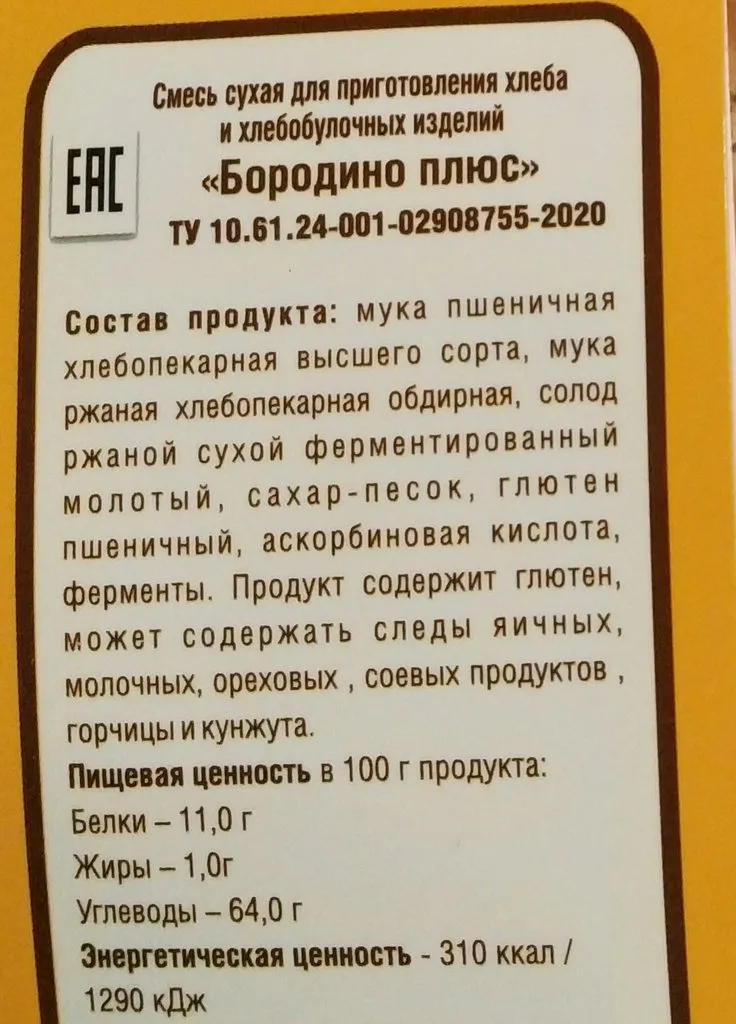 Смесь сухая для приготовления хлеба
и хлебобулочных изделий
«Бородино плюс»
ЕАС
ТУ 10.61.24-001-02908755-2020
Состав продукта: мука пшеничная
хлебопекарная высшего сорта, мука
ржаная хлебопекарная обдирная, солод
ржаной сухой ферментированный
молотый, сахар-песок, глютен
пшеничный, аскорбиновая кислота,
ферменты. Продукт содержит глютен,
может содержать следы яичных,
молочных, ореховых , соевых продуктов ,
горчицы и кунжута.
Пищевая ценность в 100 г продукта:
Белки – 11,0 г
Жиры – 1,0г
Углеводы – 64,0 г
Энергетическая ценность - 310 ккал /
1290 кДж